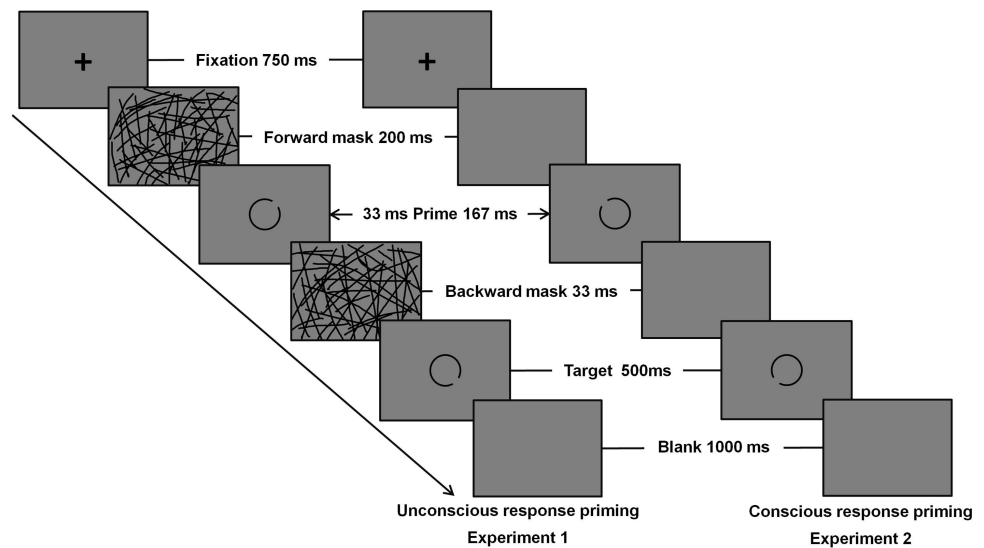 Fixation 750 ms
Forward mask 200 ms
33 ms Prime 167 ms
Backward mask 33 ms
Target 500ms
Blank 1000 ms
Unconscious response priming
Experiment 1
Conscious response priming
Experiment 2